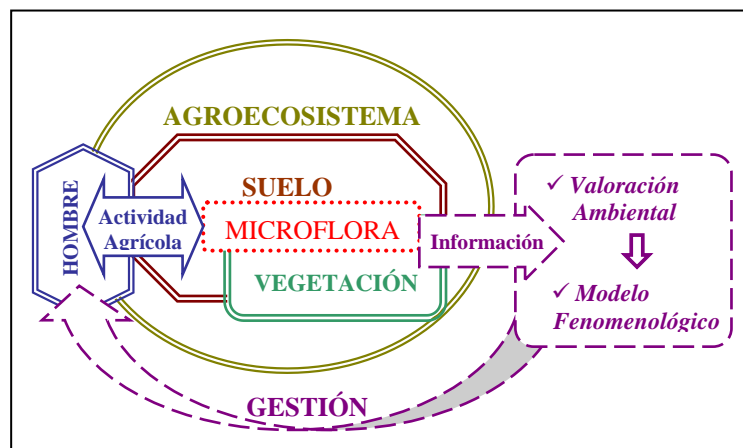 AGROECOSISTEMA
SUELO
HOMBRE
Actividad
Agrícola
MICROFLORA
VEGETACIÓN
Información
✓ Valoración
Ambiental
✓ Modelo
Fenomenológico
GESTIÓN